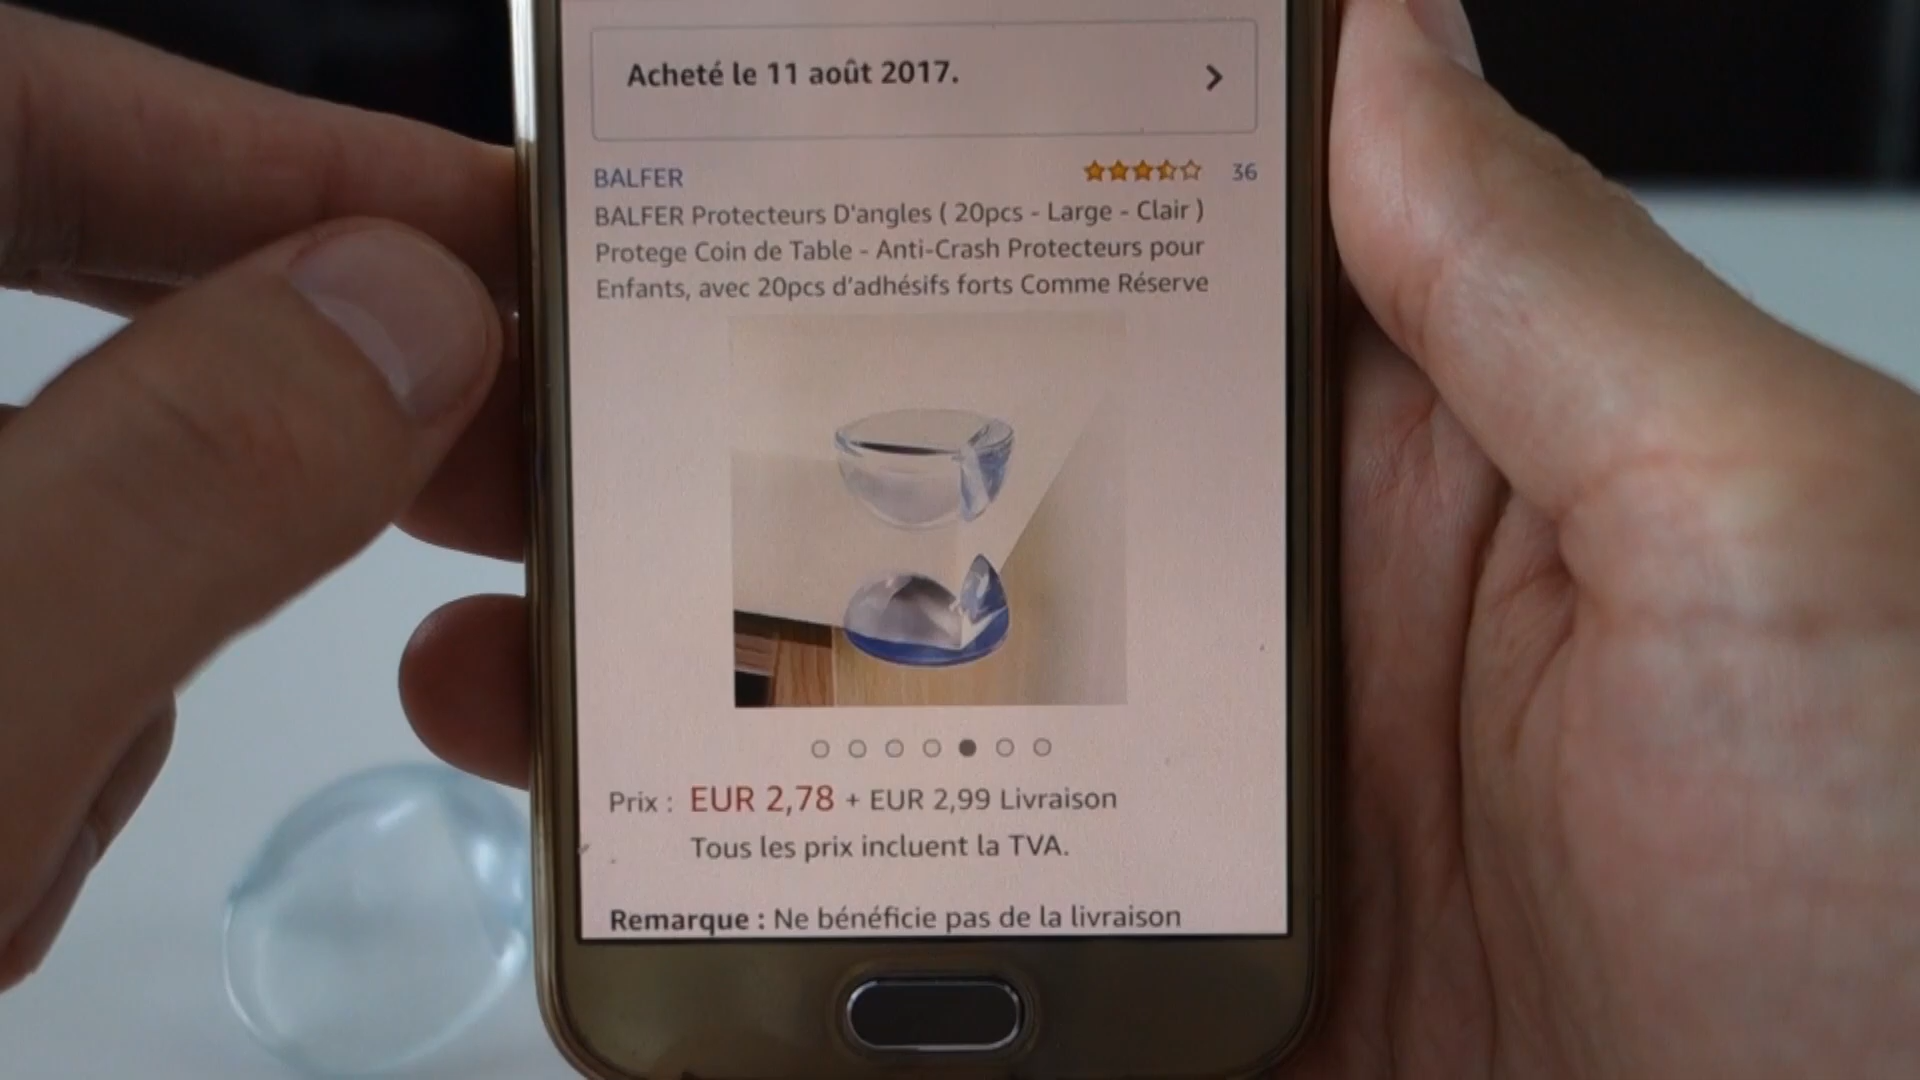 Acheté le 11 août 2017.
BALFER
36
BALFER Protecteurs D'angles ( 20pcs - Large - Clair )
Protege Coin de Table - Anti-Crash Protecteurs pour
Enfants, avec 20pcs d'adhésifs forts Comme Réserve
Prix : EUR 2,78 + EUR 2,99 Livraison
Tous les prix incluent la TVA.
Remarque : Ne bénéficie pas de la livraison